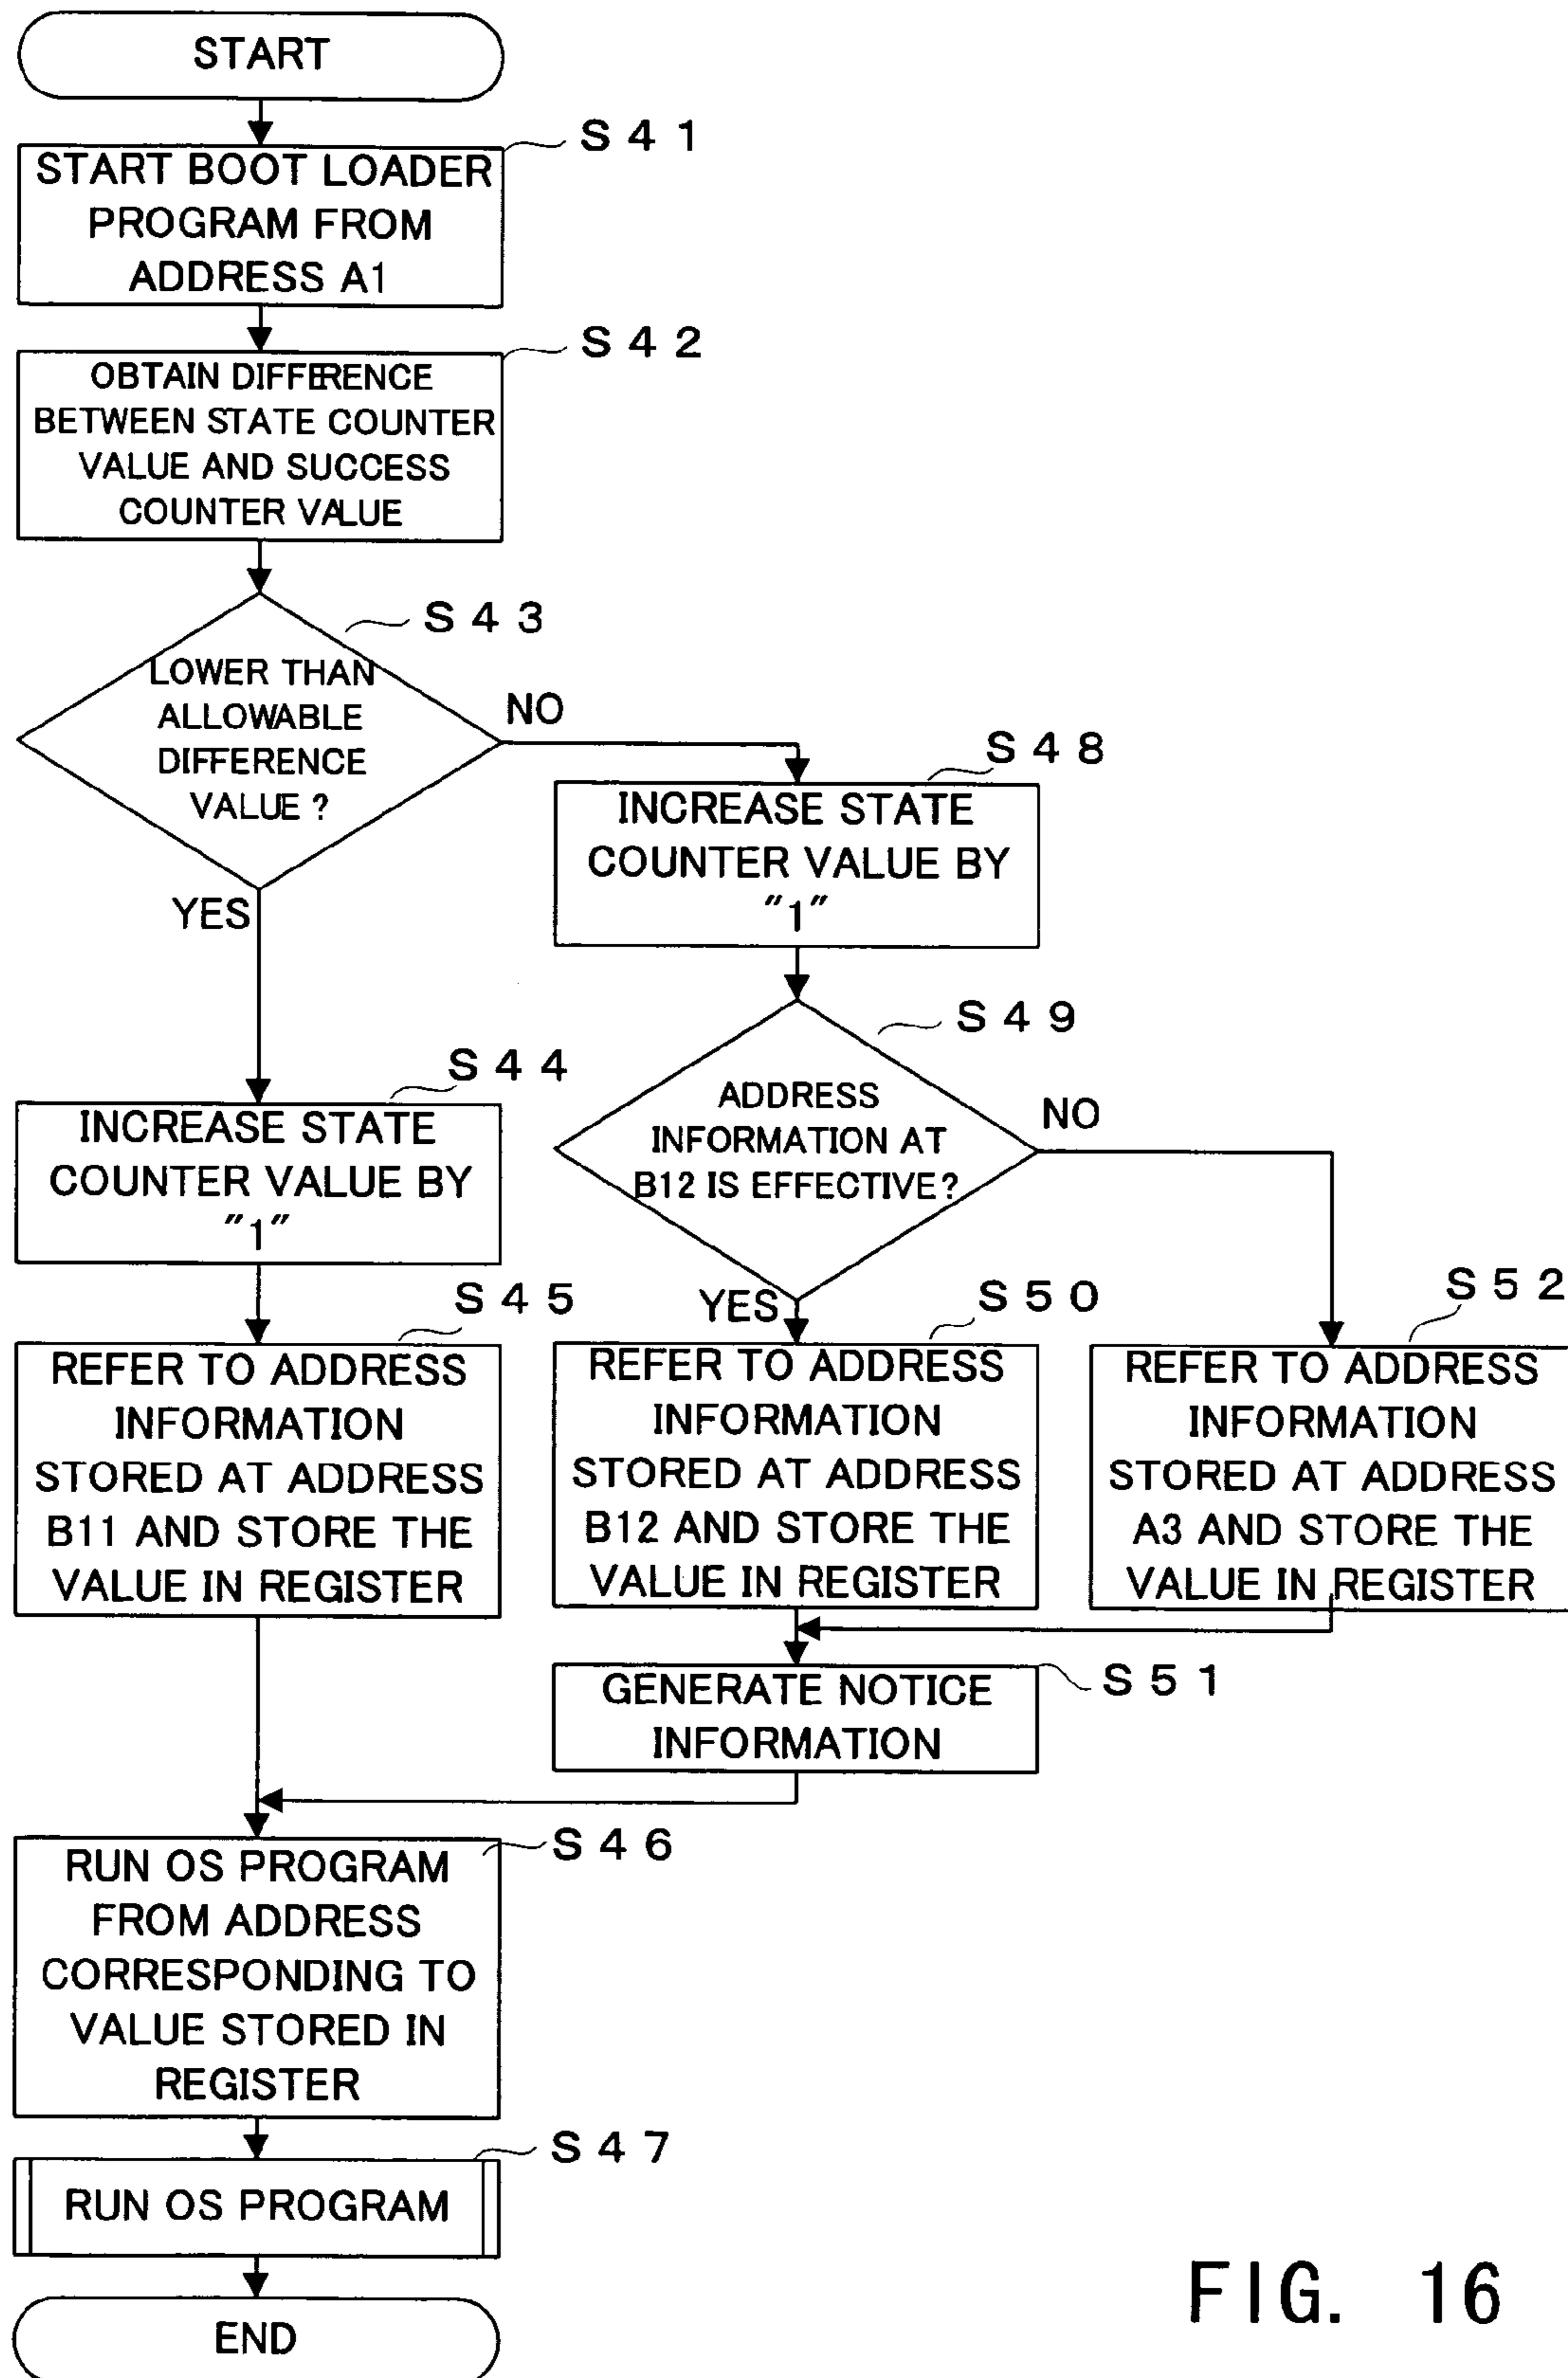 START
S41
START BOOT LOADER
PROGRAM FROM
ADDRESS A1
S42
OBTAIN DIFFERENCE
BETWEEN STATE COUNTER
VALUE AND SUCCESS
COUNTER VALUE
S43
LOWER THAN
ALLOWABLE
DIFFERENCE
VALUE ?
NO
YES
S48
INCREASE STATE
COUNTER VALUE BY
"1"
S49
ADDRESS
INFORMATION AT
B12 IS EFFECTIVE?
NO
YES
S44
INCREASE STATE
COUNTER VALUE BY
"1"
S45
REFER TO ADDRESS
INFORMATION
STORED AT ADDRESS
B11 AND STORE THE
VALUE IN REGISTER
S50
REFER TO ADDRESS
INFORMATION
STORED AT ADDRESS
B12 AND STORE THE
VALUE IN REGISTER
S52
REFER TO ADDRESS
INFORMATION
STORED AT ADDRESS
A3 AND STORE THE
VALUE IN REGISTER
S51
GENERATE NOTICE
INFORMATION
S46
RUN OS PROGRAM
FROM ADDRESS
CORRESPONDING TO
VALUE STORED IN
REGISTER
S47
RUN OS PROGRAM
END
FIG. 16